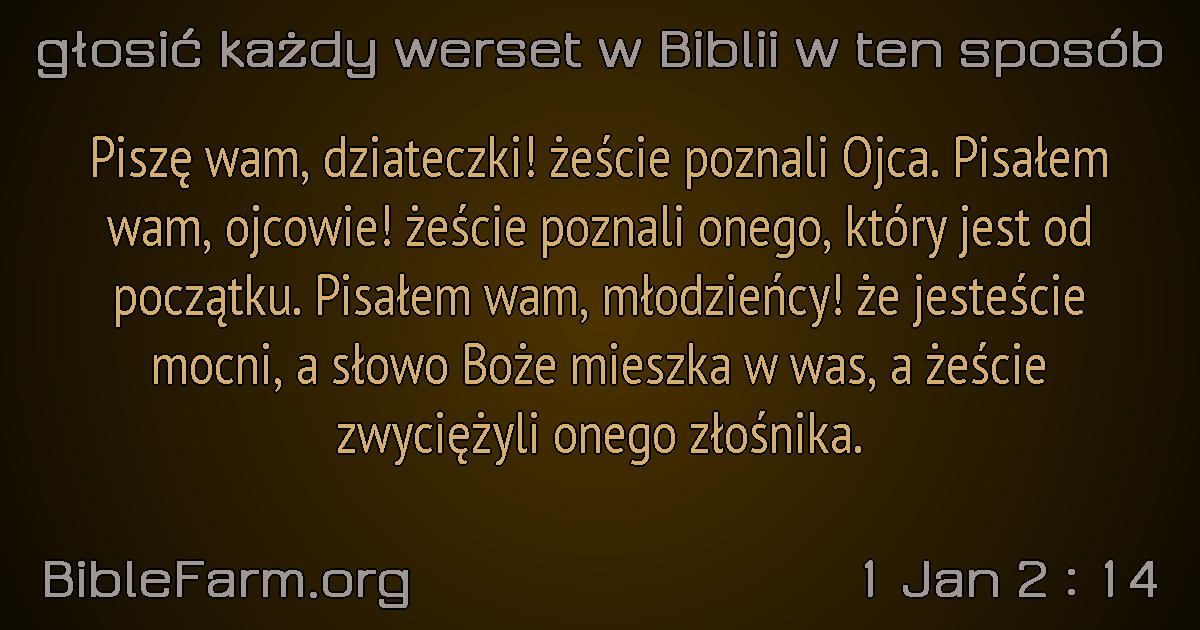 głosić każdy werset w Biblii w ten sposób
Piszę wam, dziateczki! żeście poznali Ojca. Pisałem
wam, ojcowie! żeście poznali onego, który jest od
początku. Pisałem wam, młodzieńcy! że jesteście
mocni, a słowo Boże mieszka w was, a żeście
zwyciężyli onego złośnika.
BibleFarm.org
1 Jan 2 : 14